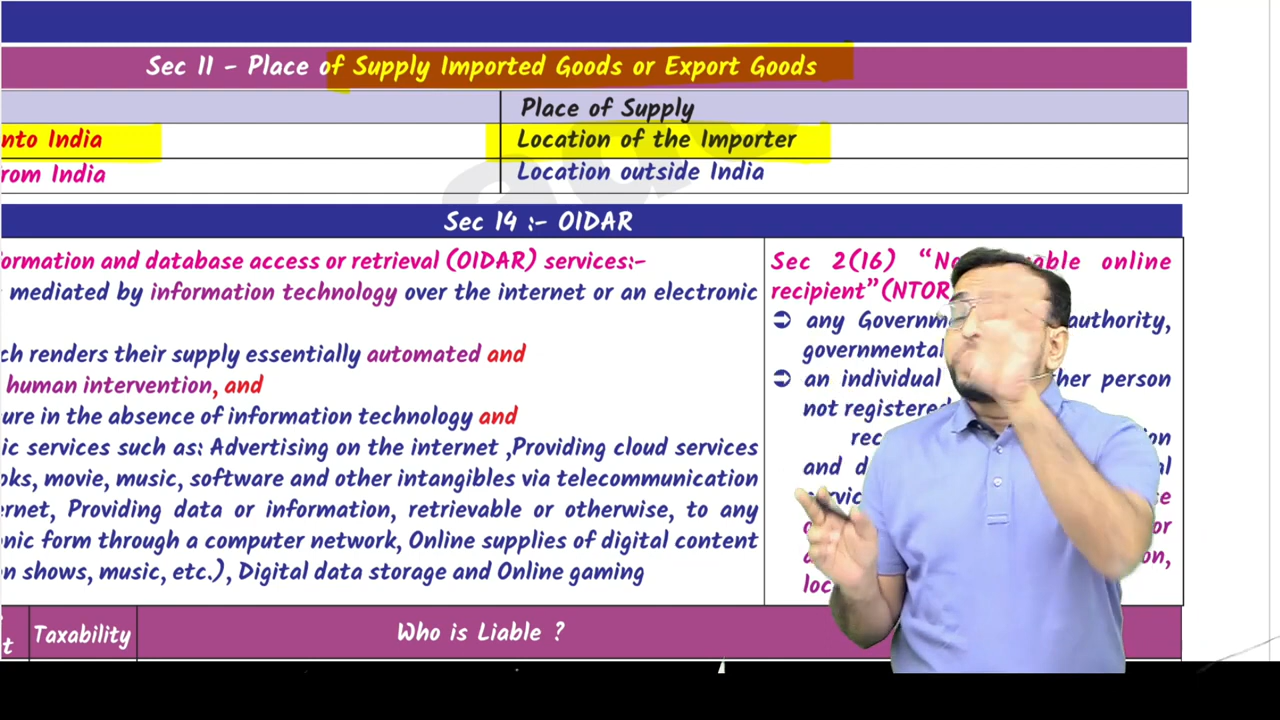 Sec 11 - Place of Supply Imported Goods or Export Goods
Place of Supply
nto India
Location of the Importer
rom India
Location outside India
Sec 14 :- OIDAR
formation and database access or retrieval (OIDAR) services:-
mediated by information technology over the internet or an electronic
ch renders their supply essentially automated and
human intervention, and
ure in the absence of information technology and
ic services such as: Advertising on the internet ,Providing cloud services
oks, movie, music, software and other intangibles via telecommunication
ernet, Providing data or information, retrievable or otherwise, to any
onic form through a computer network, Online supplies of digital content
n shows, music, etc.), Digital data storage and Online gaming
Sec 2(16) “No able online
recipient”(NTOR
➲ any Governm authority,
governmental
➲ an individual her person
not registered
rec on
and d al
servic e
o or
a on,
loc
t
Taxability
Who is Liable ?